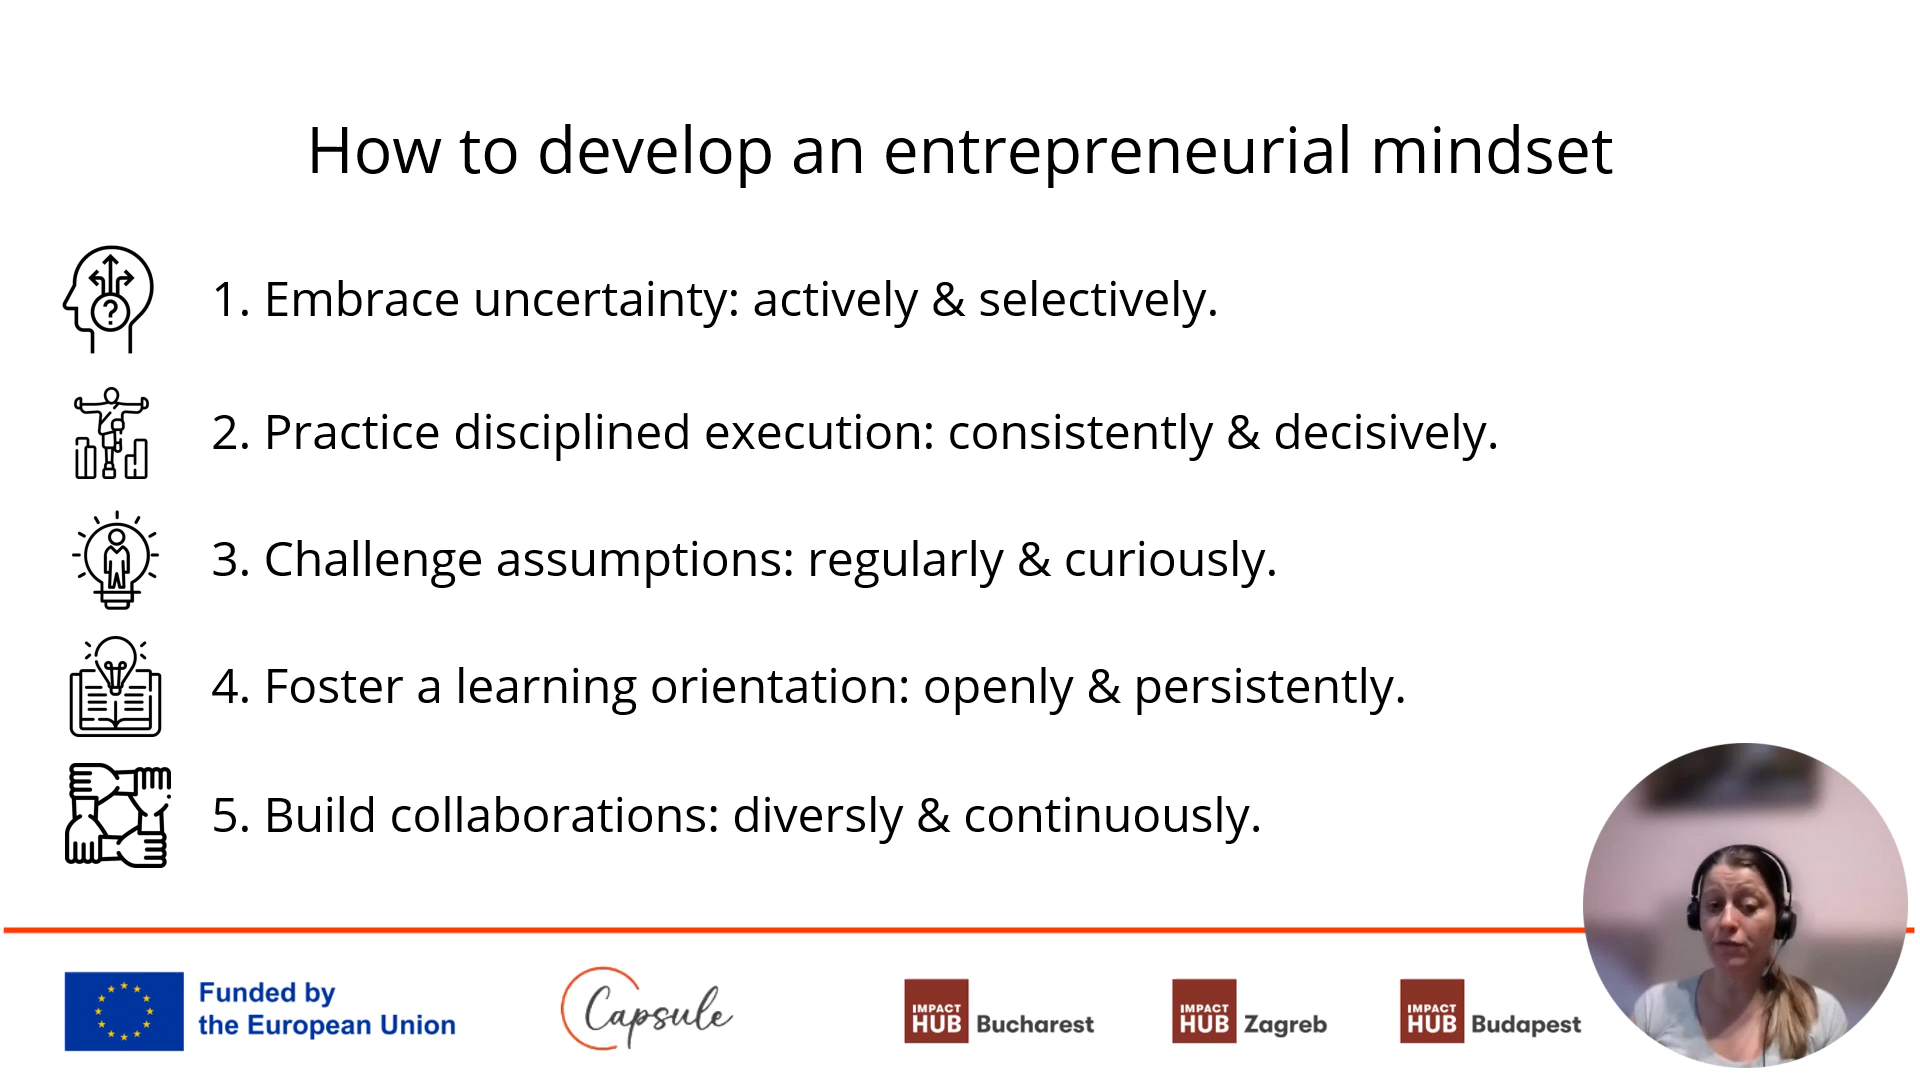 How to develop an entrepreneurial mindset
1. Embrace uncertainty: actively & selectively.
2. Practice disciplined execution: consistently & decisively.
3. Challenge assumptions: regularly & curiously.
4. Foster a learning orientation: openly & persistently.
5. Build collaborations: diversly & continuously.
Funded by
the European Union
Capsule
IMPACT
HUB Bucharest
IMPACT
HUB Zagreb
IMPACT
HUB Budapest